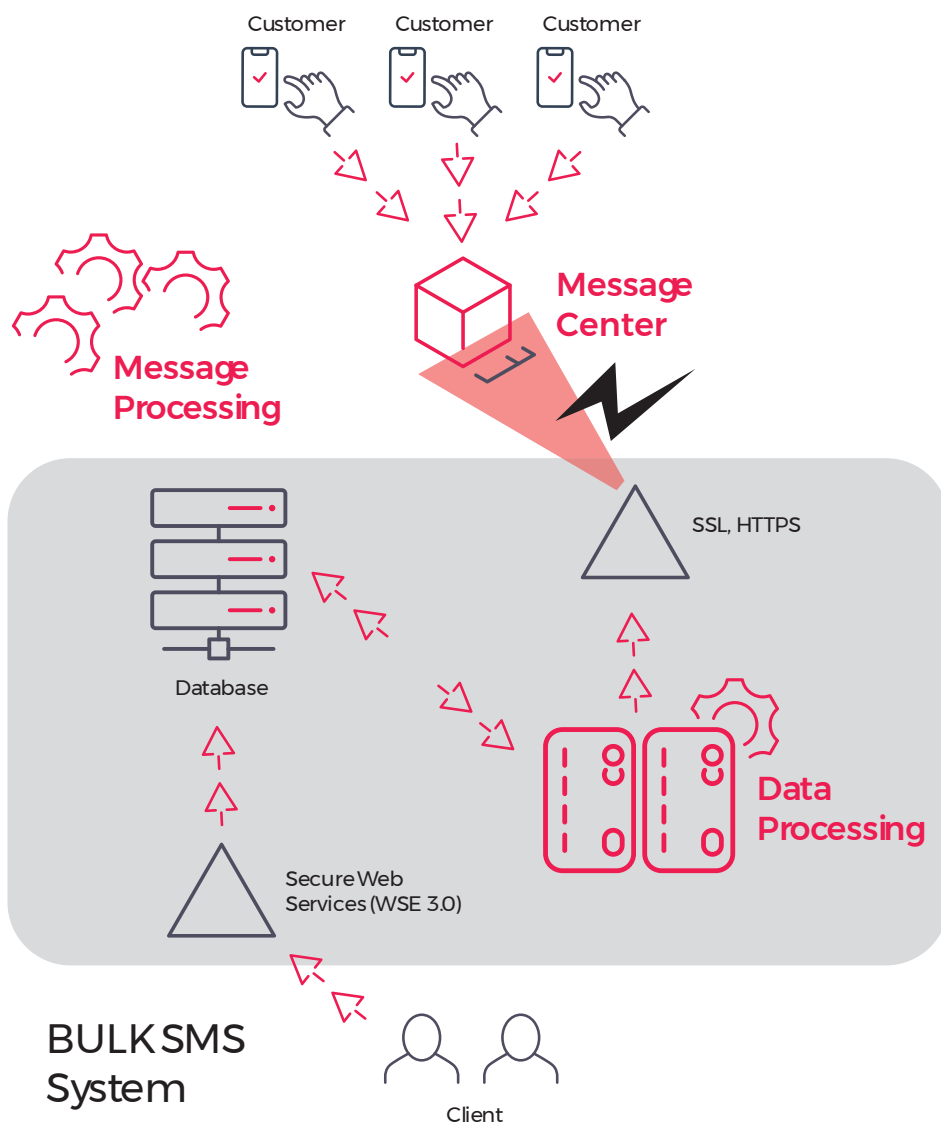 Customer
Customer
Customer
Message
Center
Message
Processing
SSL, HTTPS
Database
Data
Processing
Secure Web
Services (WSE 3.0)
BULK SMS
System
Client